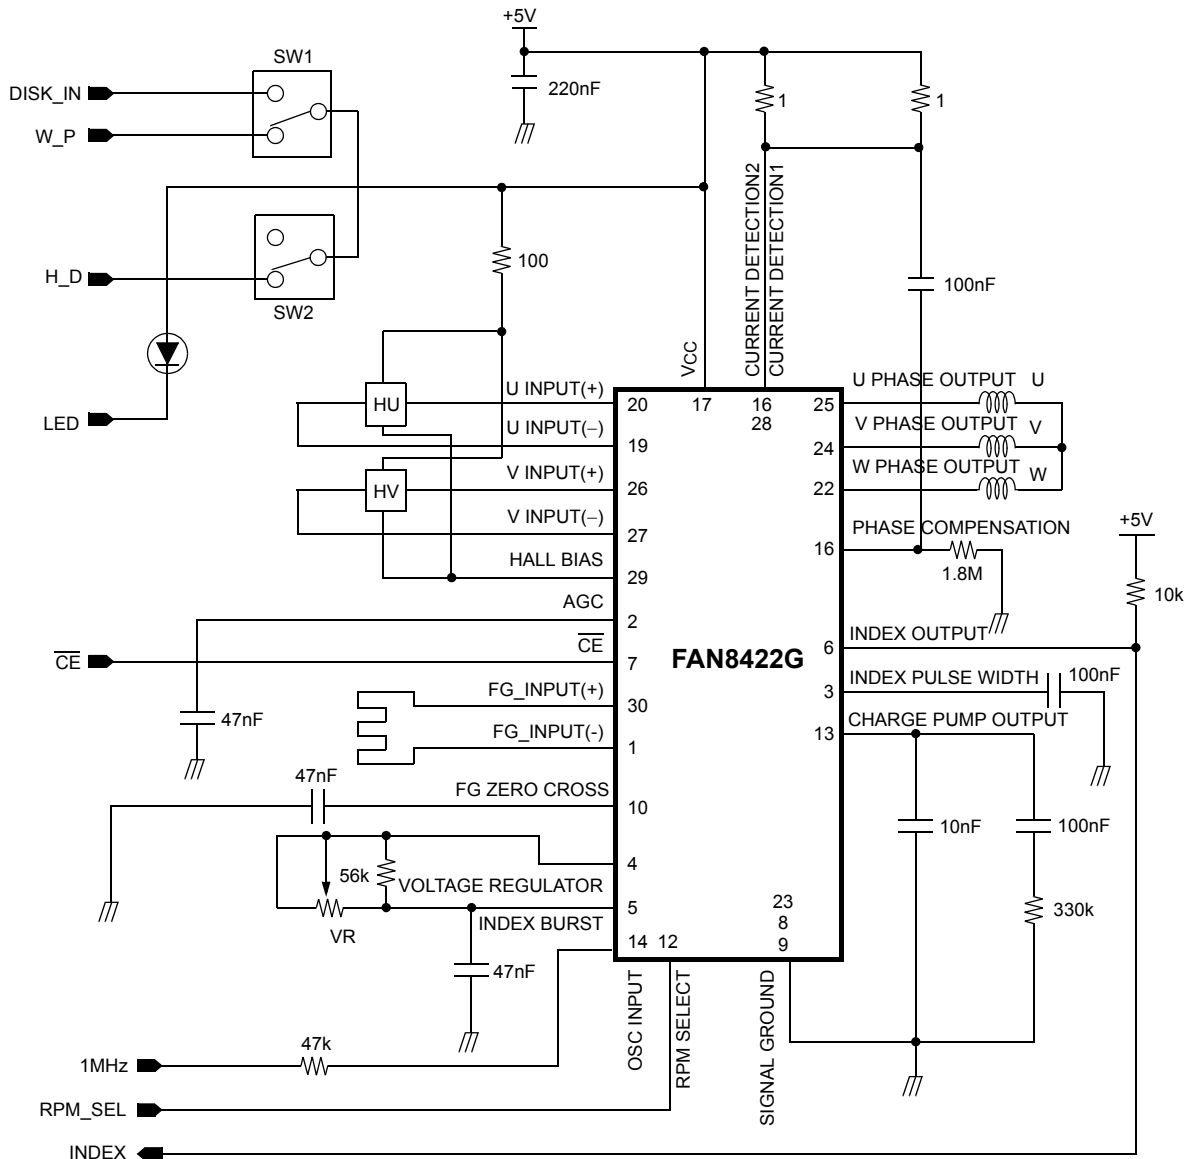 +5V
SW1
DISK_IN
W_P
220nF
1
1
H_D
SW2
100
CURRENT DETECTION2
CURRENT DETECTION1
100nF
VCC
LED
HU
U INPUT(+)
20
17
16
28
25
U PHASE OUTPUT U
U INPUT(−)
19
24
V PHASE OUTPUT V
HV
V INPUT(+)
26
22
W PHASE OUTPUT W
V INPUT(−)
27
16
PHASE COMPENSATION
1.8M
+5V
10k
HALL BIAS
29
AGC
2
CE
CE
7
FAN8422G
6
INDEX OUTPUT
FG_INPUT(+)
30
3
INDEX PULSE WIDTH
100nF
47nF
FG_INPUT(-)
1
13
CHARGE PUMP OUTPUT
47nF
FG ZERO CROSS
10
10nF
100nF
4
56k
VOLTAGE REGULATOR
VR
5
INDEX BURST
23
8
9
330k
14
12
47nF
OSC INPUT
RPM SELECT
SIGNAL GROUND
1MHz
47k
RPM_SEL
INDEX